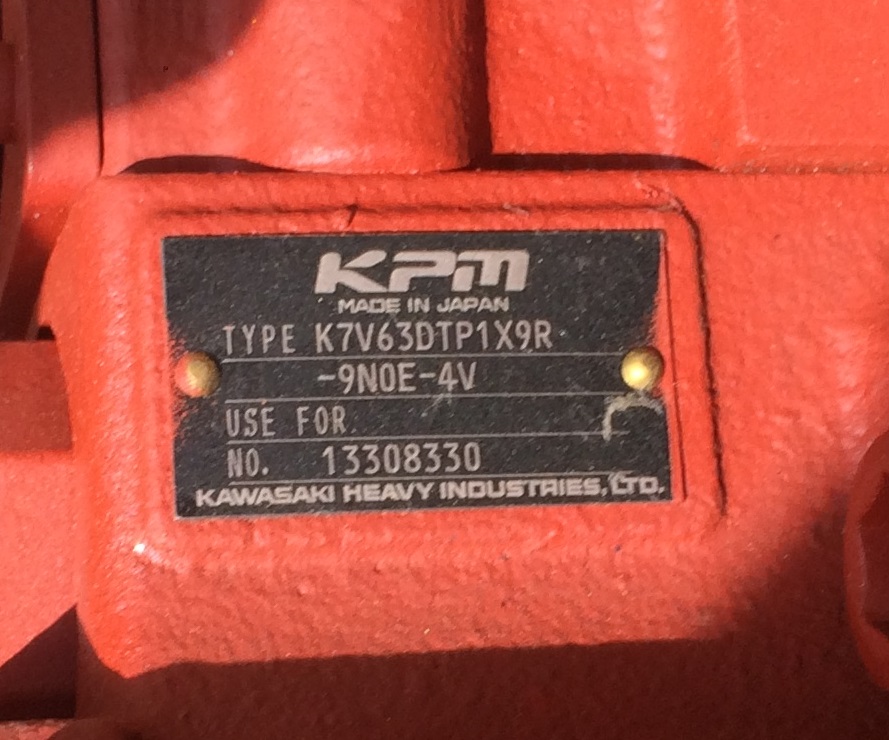 KPM
MADE IN JAPAN
TYPE K7V63DTP1X9R
-9N0E-4V
USE FOR
NO. 13308330
KAWASAKI HEAVY INDUSTRIES, LTD.